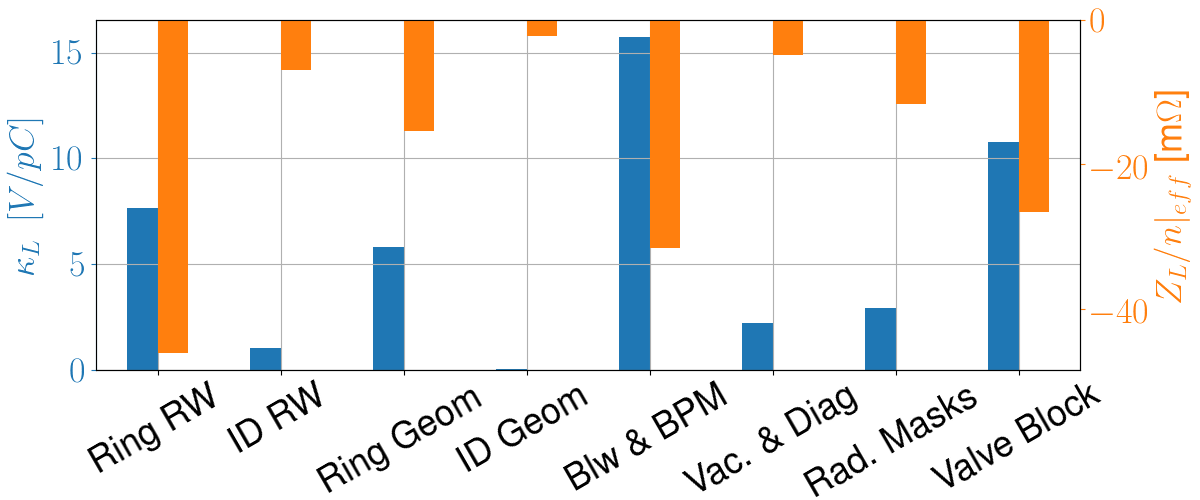 κ_L [V/pC]
15
10
5
0
0
−20
−40
Z_L/n|_{eff} [mΩ]
Ring RW
ID RW
Ring Geom
ID Geom
Blw & BPM
Vac. & Diag
Rad. Masks
Valve Block